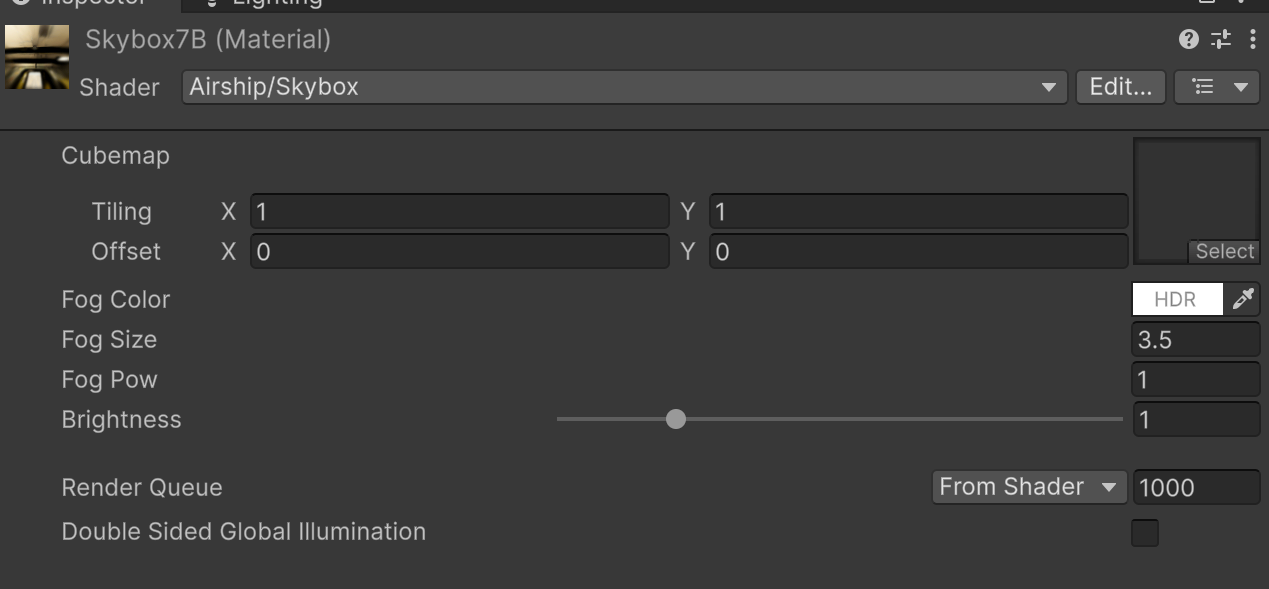 Inspector Lighting
Skybox7B (Material)
Shader Airship/Skybox Edit...
Cubemap
Tiling X 1 Y 1
Offset X 0 Y 0
Select
Fog Color HDR
Fog Size 3.5
Fog Pow 1
Brightness 1
Render Queue From Shader 1000
Double Sided Global Illumination